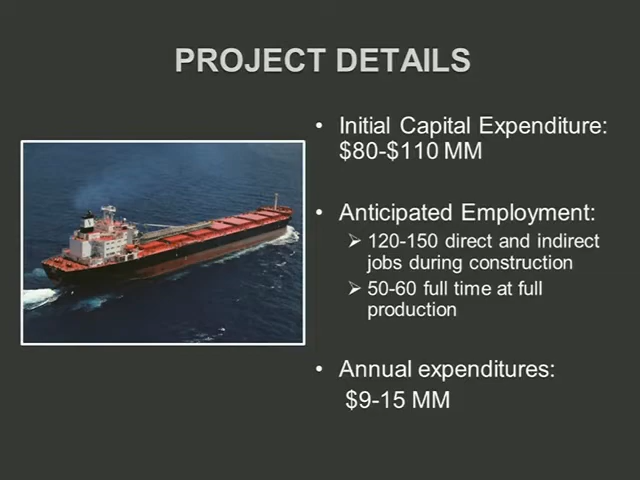 PROJECT DETAILS
• Initial Capital Expenditure:
$80-$110 MM
• Anticipated Employment:
➢ 120-150 direct and indirect
jobs during construction
➢ 50-60 full time at full
production
• Annual expenditures:
$9-15 MM